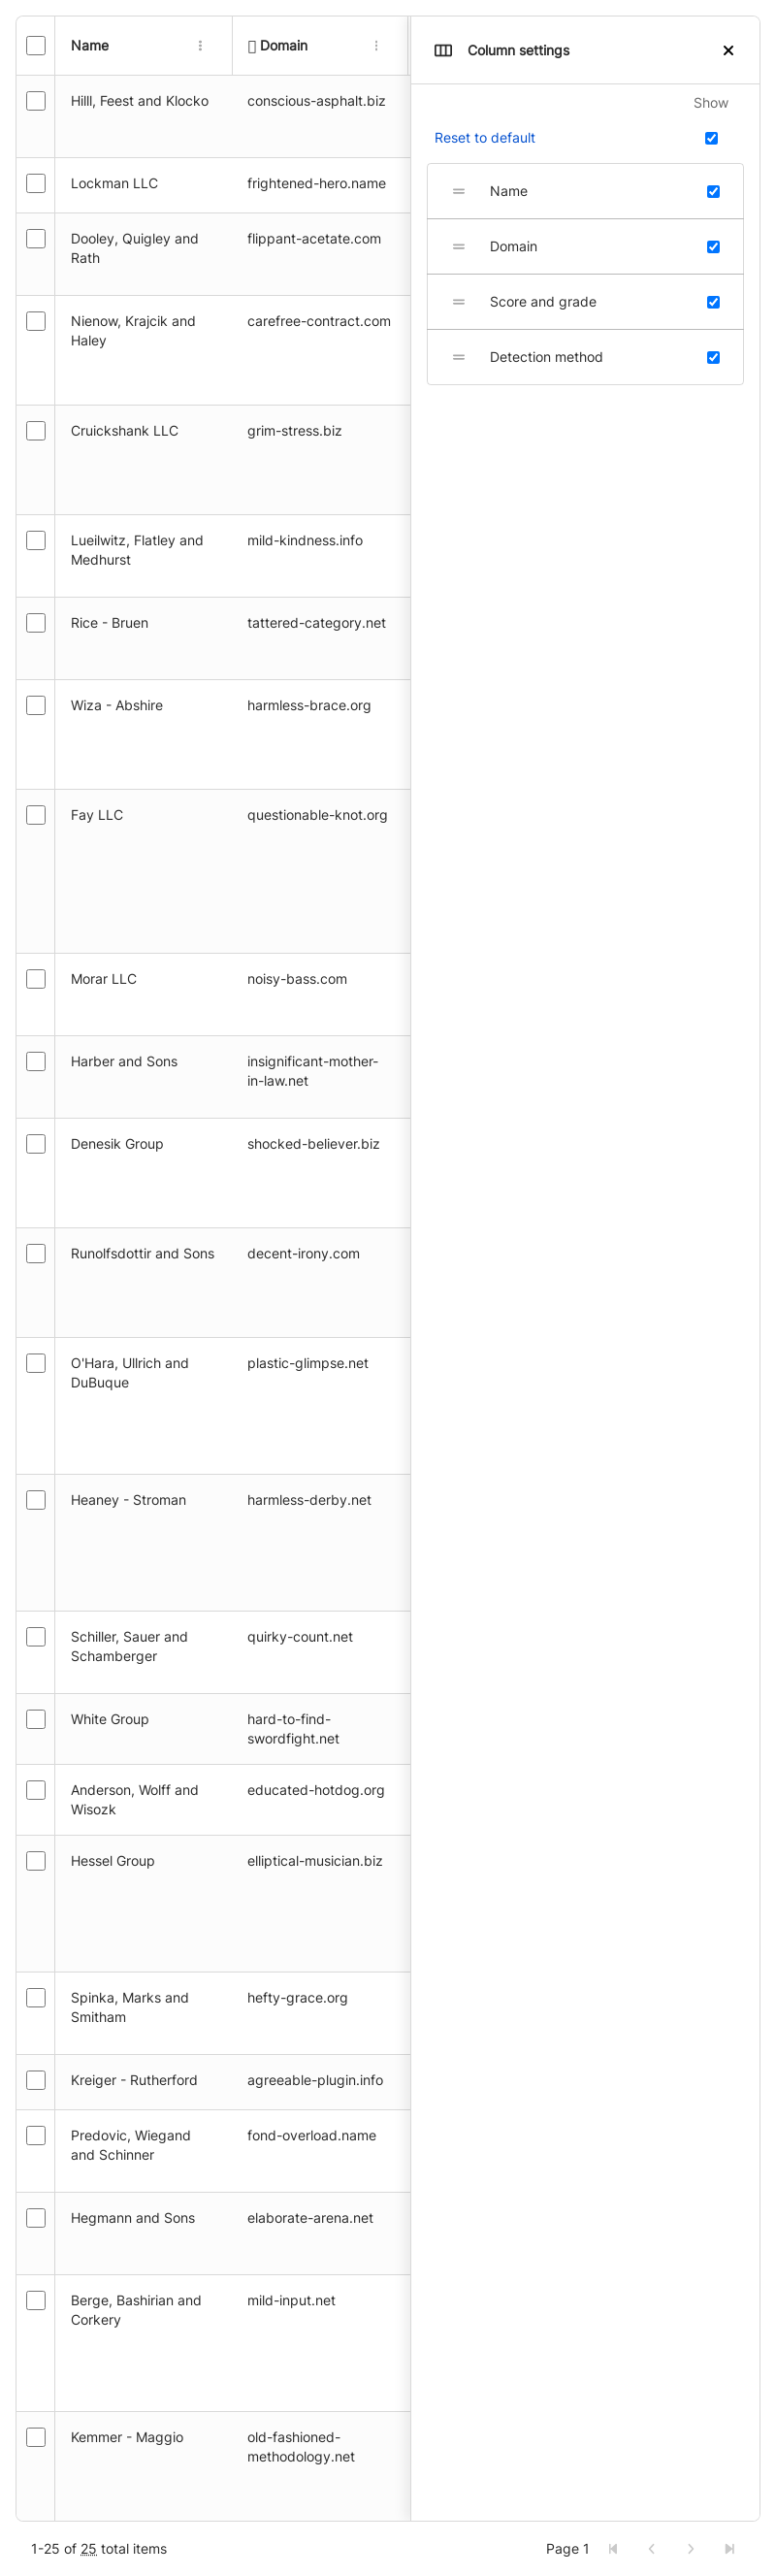 Name
Domain
Column settings
Show
Reset to default
Name
Domain
Score and grade
Detection method
Hilll, Feest and Klocko
conscious-asphalt.biz
Lockman LLC
frightened-hero.name
Dooley, Quigley and
Rath
flippant-acetate.com
Nienow, Krajcik and
Haley
carefree-contract.com
Cruickshank LLC
grim-stress.biz
Lueilwitz, Flatley and
Medhurst
mild-kindness.info
Rice - Bruen
tattered-category.net
Wiza - Abshire
harmless-brace.org
Fay LLC
questionable-knot.org
Morar LLC
noisy-bass.com
Harber and Sons
insignificant-mother-
in-law.net
Denesik Group
shocked-believer.biz
Runolfsdottir and Sons
decent-irony.com
O'Hara, Ullrich and
DuBuque
plastic-glimpse.net
Heaney - Stroman
harmless-derby.net
Schiller, Sauer and
Schamberger
quirky-count.net
White Group
hard-to-find-
swordfight.net
Anderson, Wolff and
Wisozk
educated-hotdog.org
Hessel Group
elliptical-musician.biz
Spinka, Marks and
Smitham
hefty-grace.org
Kreiger - Rutherford
agreeable-plugin.info
Predovic, Wiegand
and Schinner
fond-overload.name
Hegmann and Sons
elaborate-arena.net
Berge, Bashirian and
Corkery
mild-input.net
Kemmer - Maggio
old-fashioned-
methodology.net
1-25 of 25 total items
Page 1